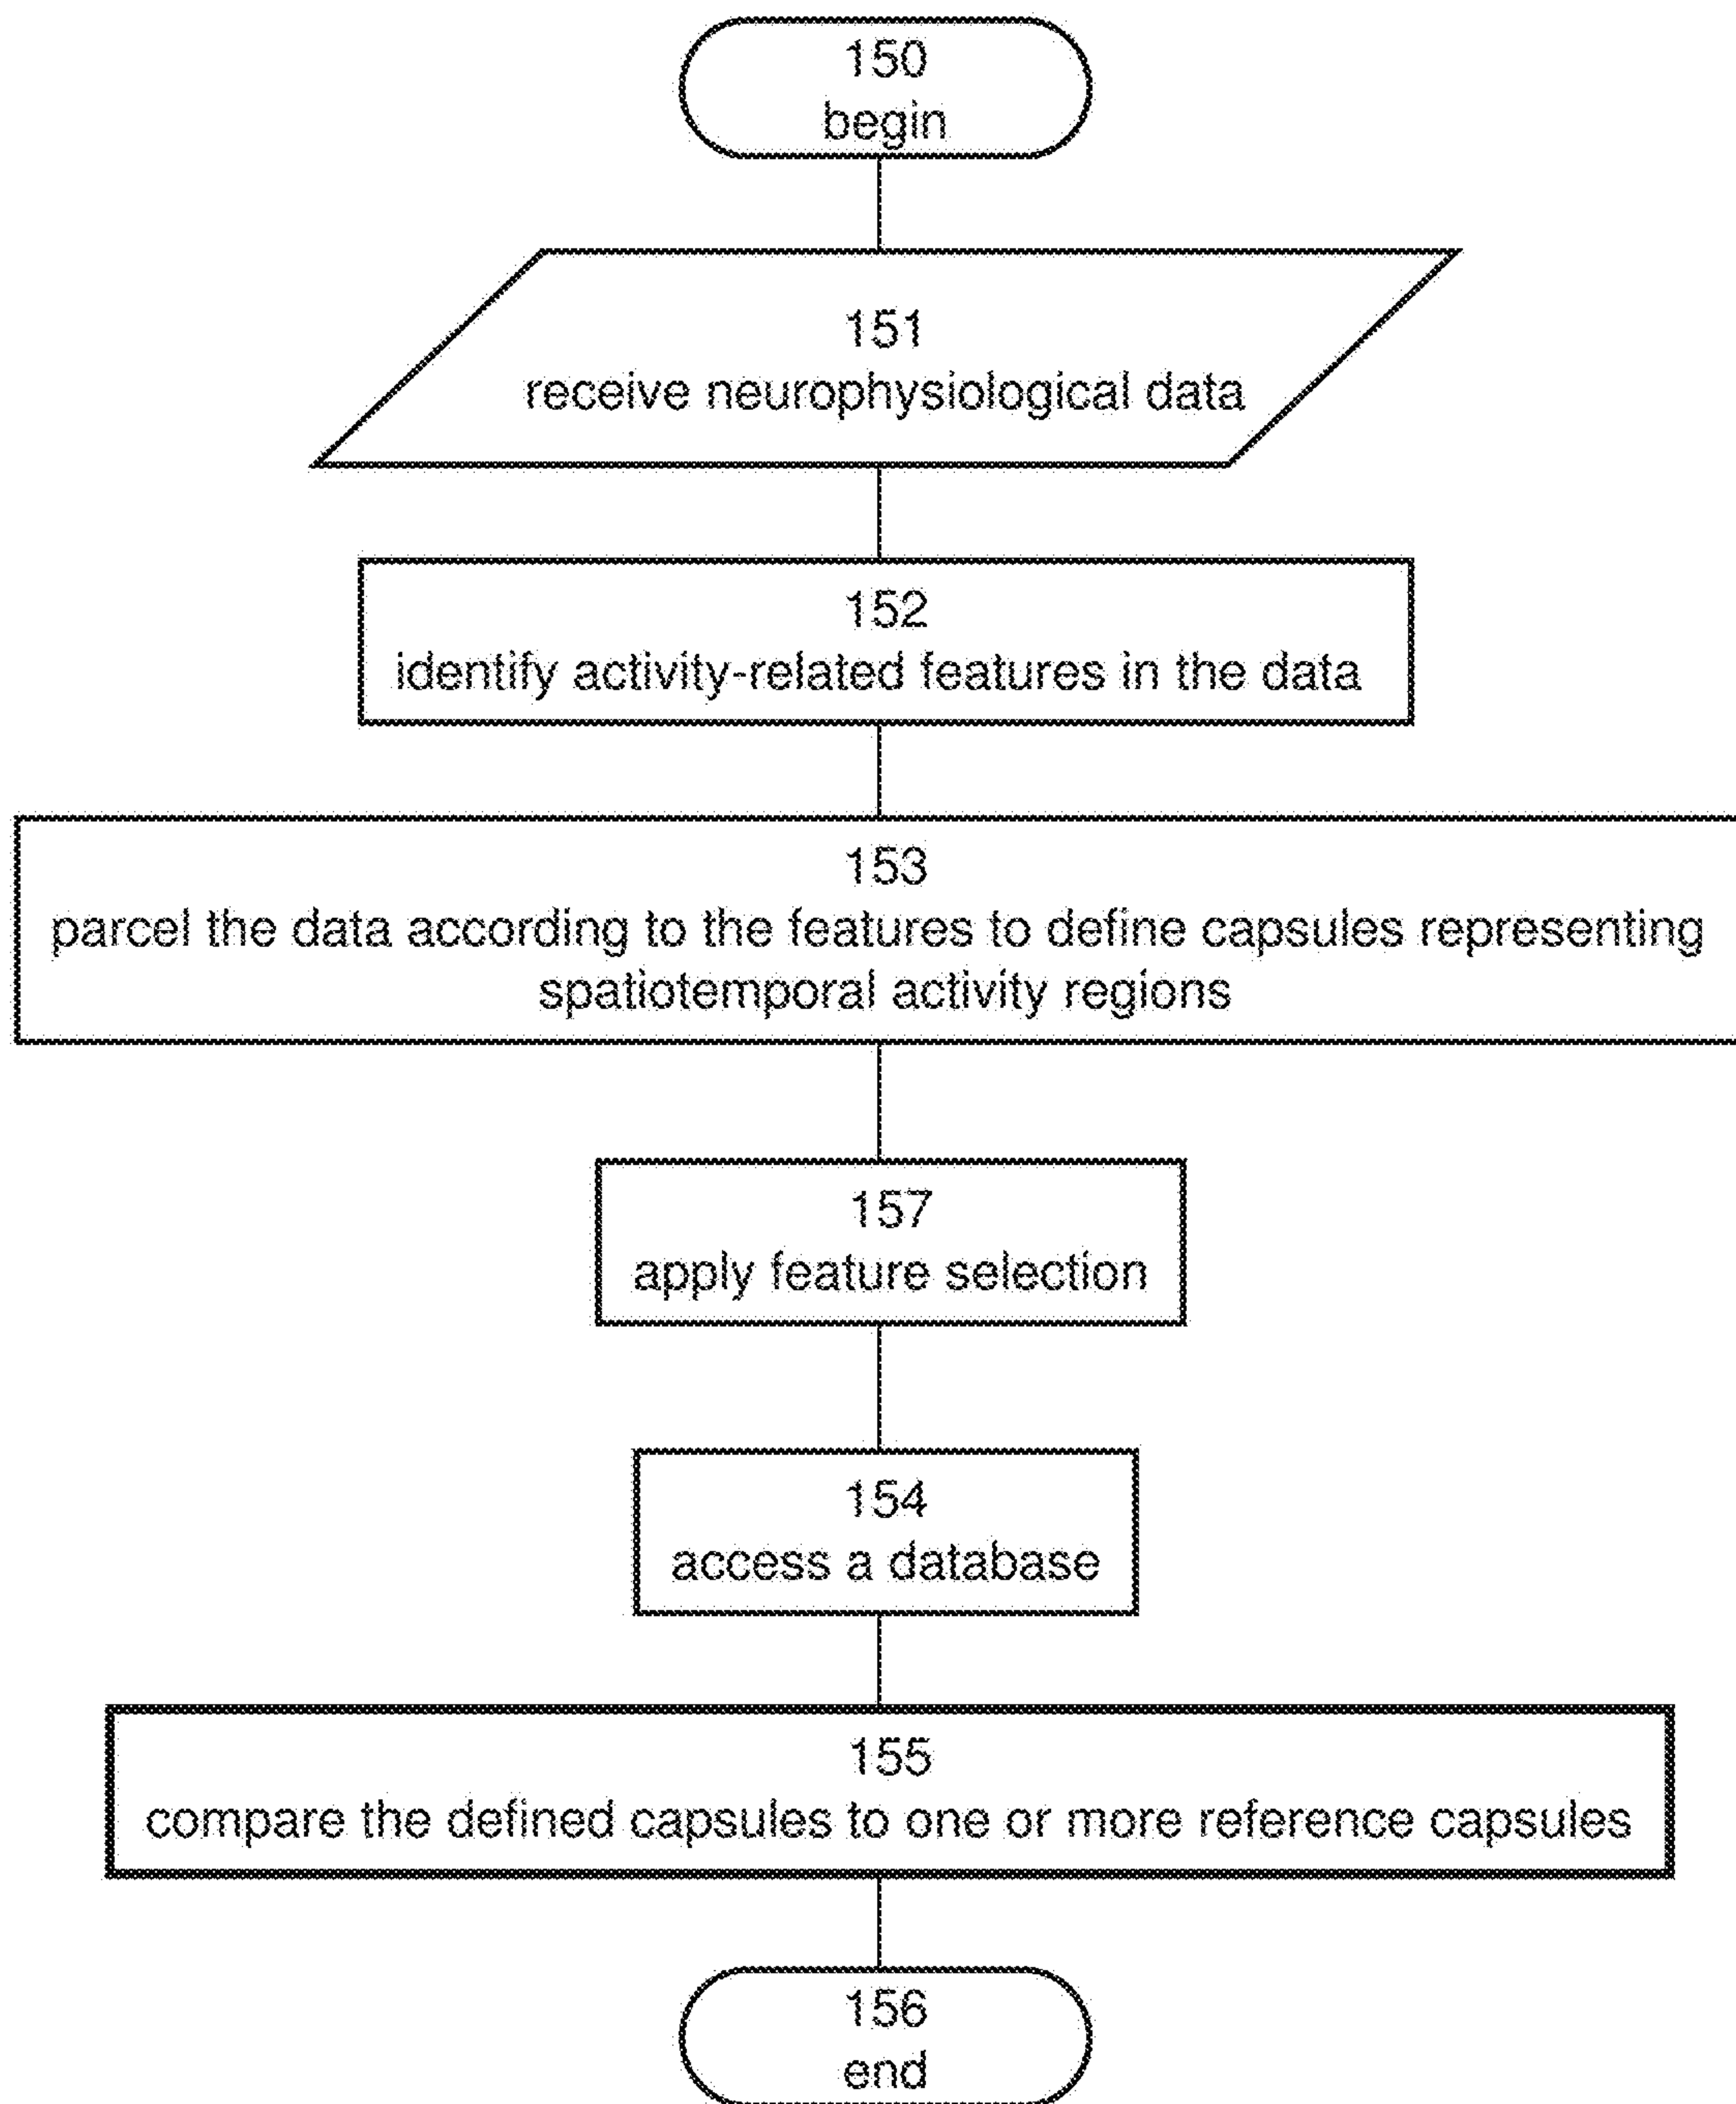 150
begin
151
receive neurophysiological data
152
identify activity-related features in the data
153
parcel the data according to the features to define capsules representing
spatiotemporal activity regions
157
apply feature selection
154
access a database
155
compare the defined capsules to one or more reference capsules
156
end